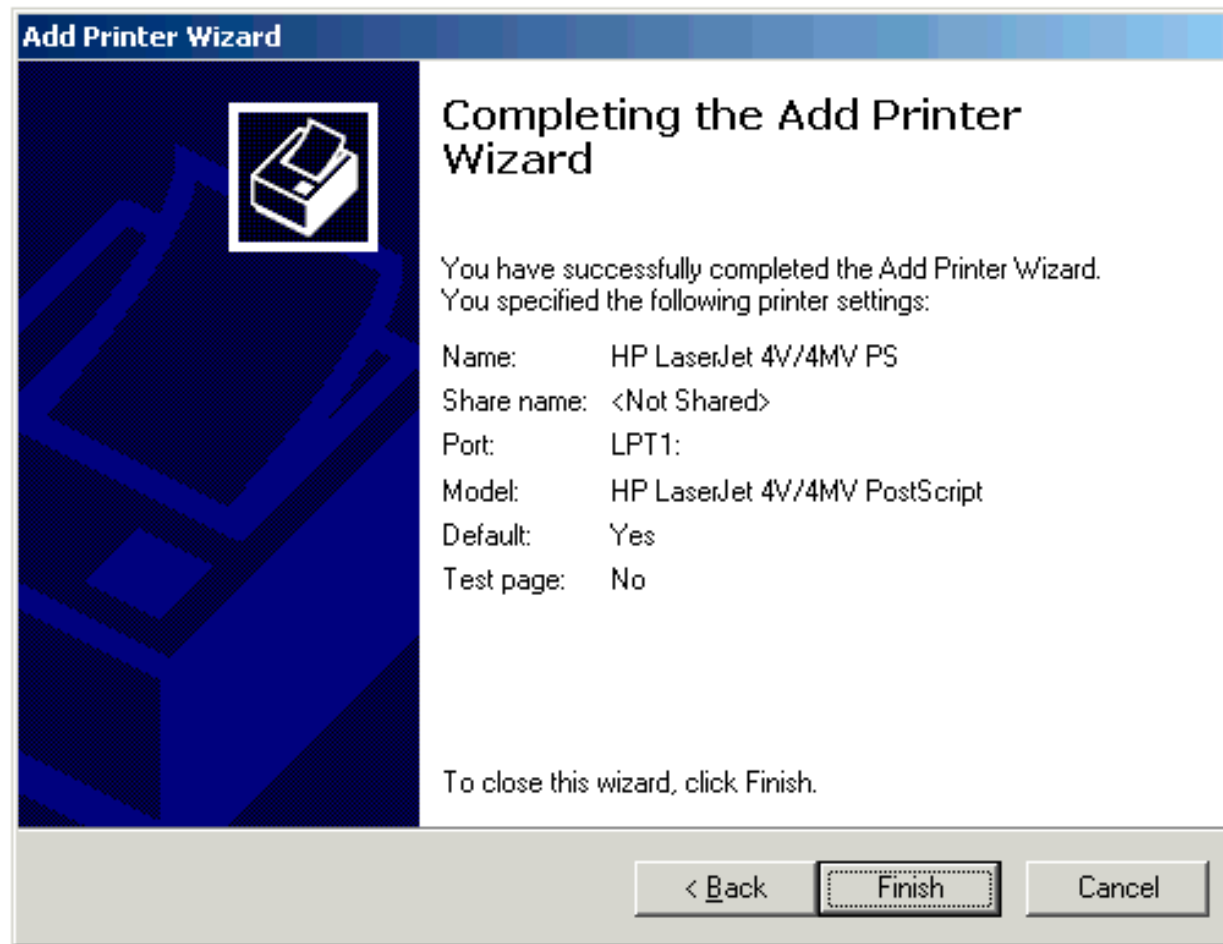 Add Printer Wizard
Completing the Add Printer
Wizard
You have successfully completed the Add Printer Wizard.
You specified the following printer settings:
Name: HP LaserJet 4V/4MV PS
Share name: <Not Shared>
Port: LPT1:
Model: HP LaserJet 4V/4MV PostScript
Default: Yes
Test page: No
To close this wizard, click Finish.
< Back Finish Cancel